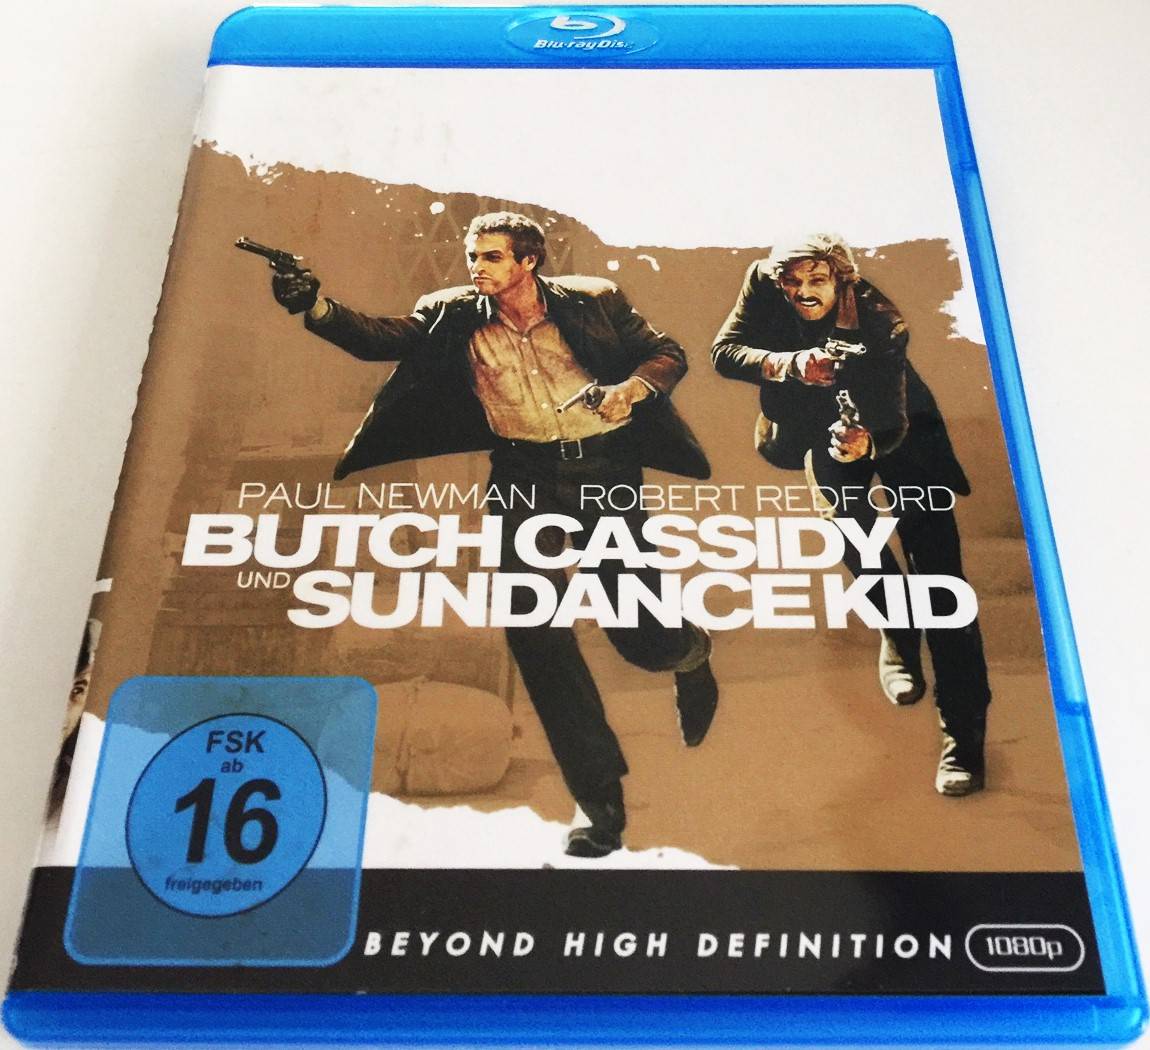 Blu-ray Disc
PAUL NEWMAN ROBERT REDFORD
BUTCH CASSIDY
UND SUNDANCE KID
FSK
ab
16
freigegeben
BEYOND HIGH DEFINITION 1080p